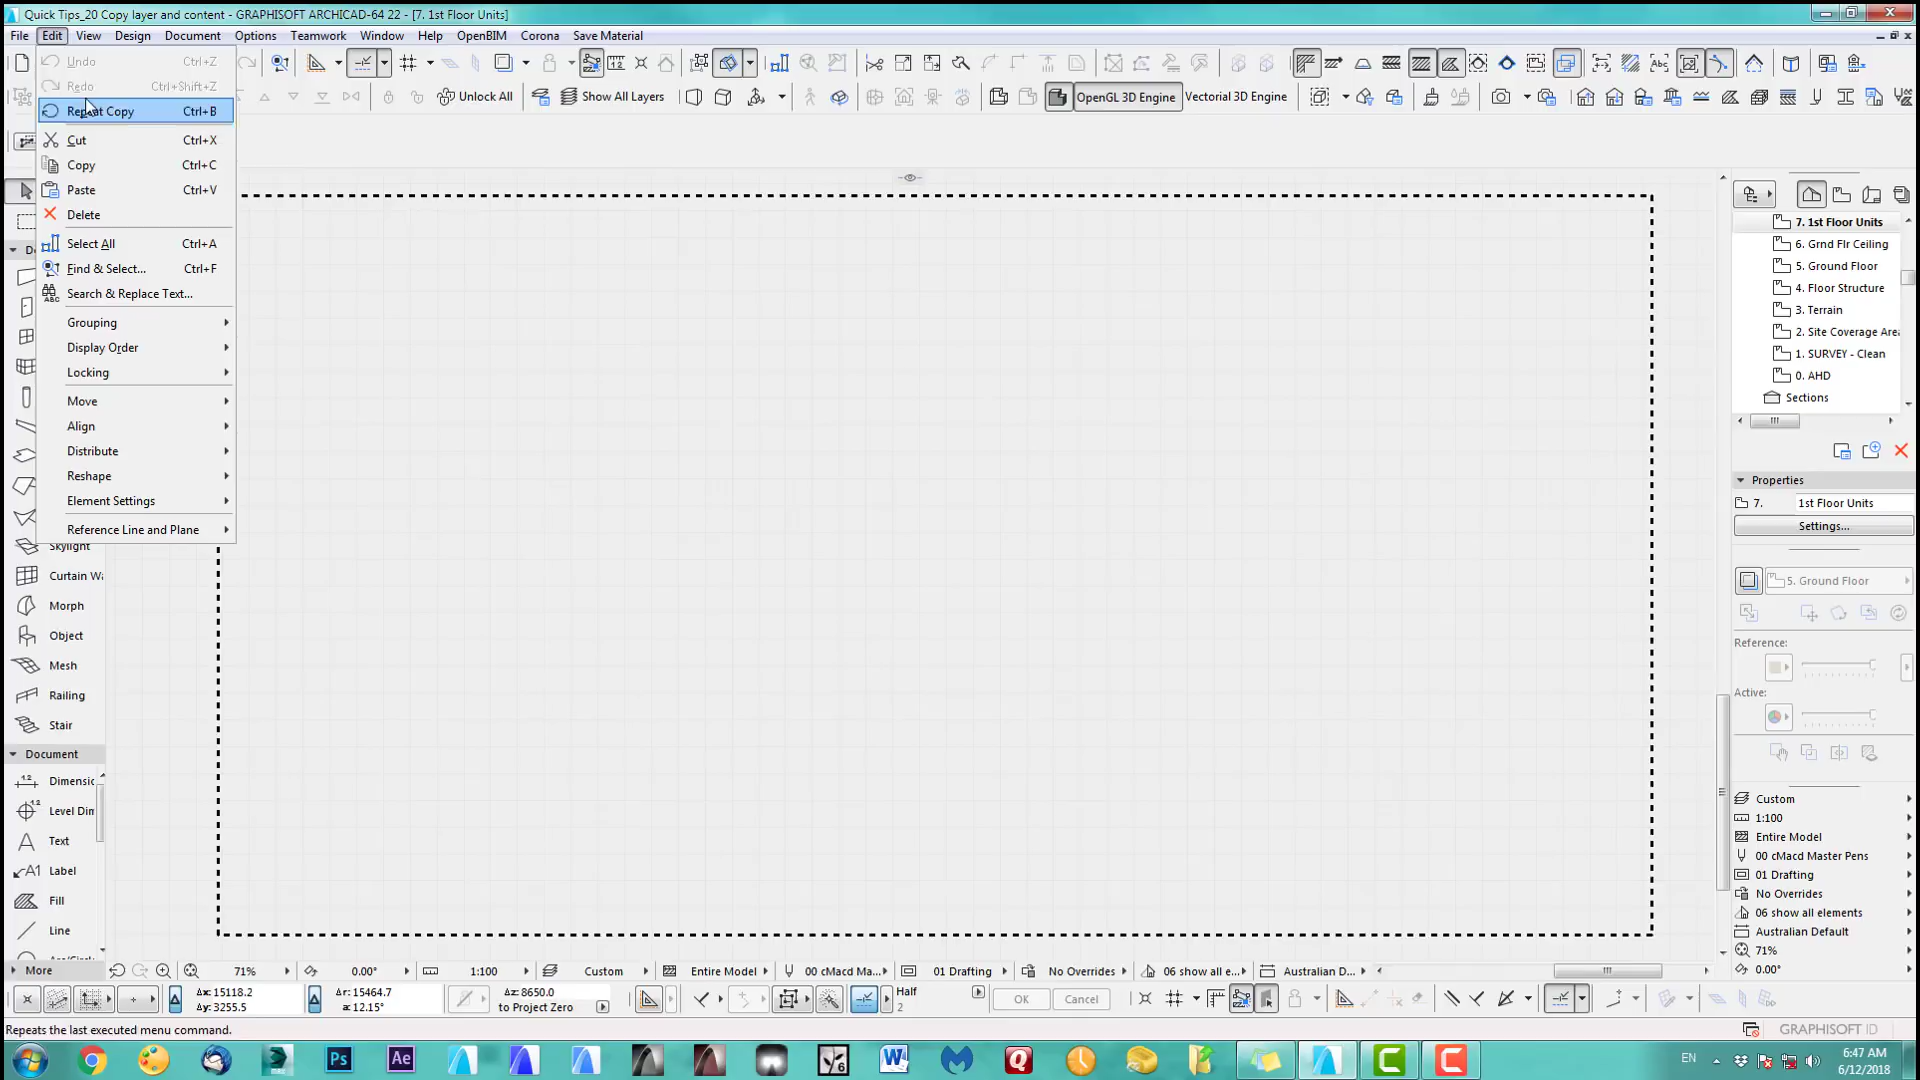 Quick Tips_20 Copy layer and content - GRAPHISOFT ARCHICAD-64 22 - [7. 1st Floor Units]
File Edit View Design Document Options Teamwork Window Help OpenBIM Corona Save Material
Undo Ctrl+Z
Redo Ctrl+Shift+Z
Repeat Copy Ctrl+B
Cut Ctrl+X
Copy Ctrl+C
Paste Ctrl+V
Delete
Select All Ctrl+A
Find & Select... Ctrl+F
Search & Replace Text...
Grouping
Display Order
Locking
Move
Align
Distribute
Reshape
Element Settings
Reference Line and Plane
Unlock All
Show All Layers
OpenGL 3D Engine
Vectorial 3D Engine
Skylight
Curtain Wa
Morph
Object
Mesh
Railing
Stair
Document
Dimensic
Level Dim
Text
Label
Fill
Line
More
7. 1st Floor Units
6. Grnd Flr Ceiling
5. Ground Floor
4. Floor Structure
3. Terrain
2. Site Coverage Area
1. SURVEY - Clean
0. AHD
Sections
Properties
7. 1st Floor Units
Settings...
5. Ground Floor
Reference:
Active:
Custom
1:100
Entire Model
00 cMacd Master Pens
01 Drafting
No Overrides
06 show all elements
Australian Default
71%
0.00°
71% 0.00° 1:100 Custom Entire Model 00 cMacd Ma... 01 Drafting No Overrides 06 show all e... Australian D...
Δx: 15118.2
Δy: 3255.5
Δr: 15464.7
a: 12.15°
Δz: 8650.0
to Project Zero
Half
2
OK Cancel
Repeats the last executed menu command.
GRAPHISOFT ID
EN
6:47 AM
6/12/2018